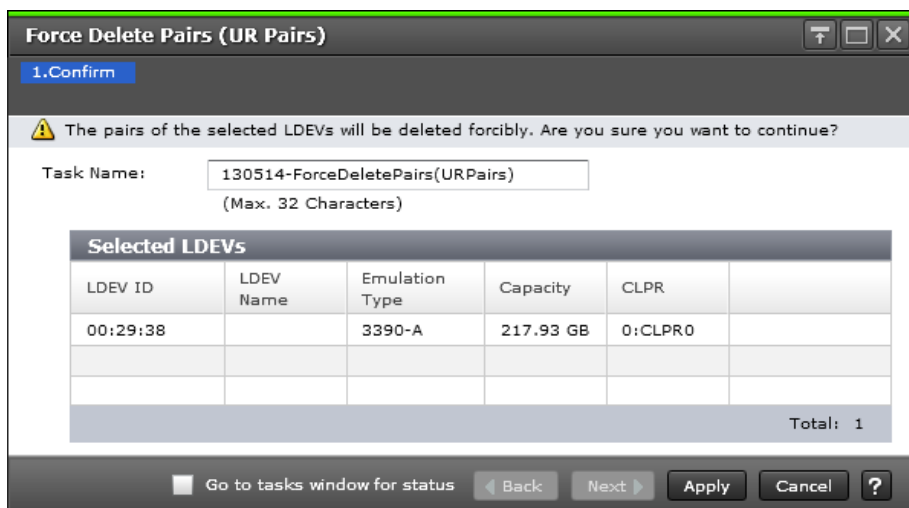 Force Delete Pairs (UR Pairs)
1.Confirm
The pairs of the selected LDEVs will be deleted forcibly. Are you sure you want to continue?
Task Name: 130514-ForceDeletePairs(URPairs)
(Max. 32 Characters)
Selected LDEVs
LDEV ID LDEV Name Emulation Type Capacity CLPR
00:29:38 3390-A 217.93 GB 0:CLPR0
Total: 1
Go to tasks window for status Back Next Apply Cancel ?